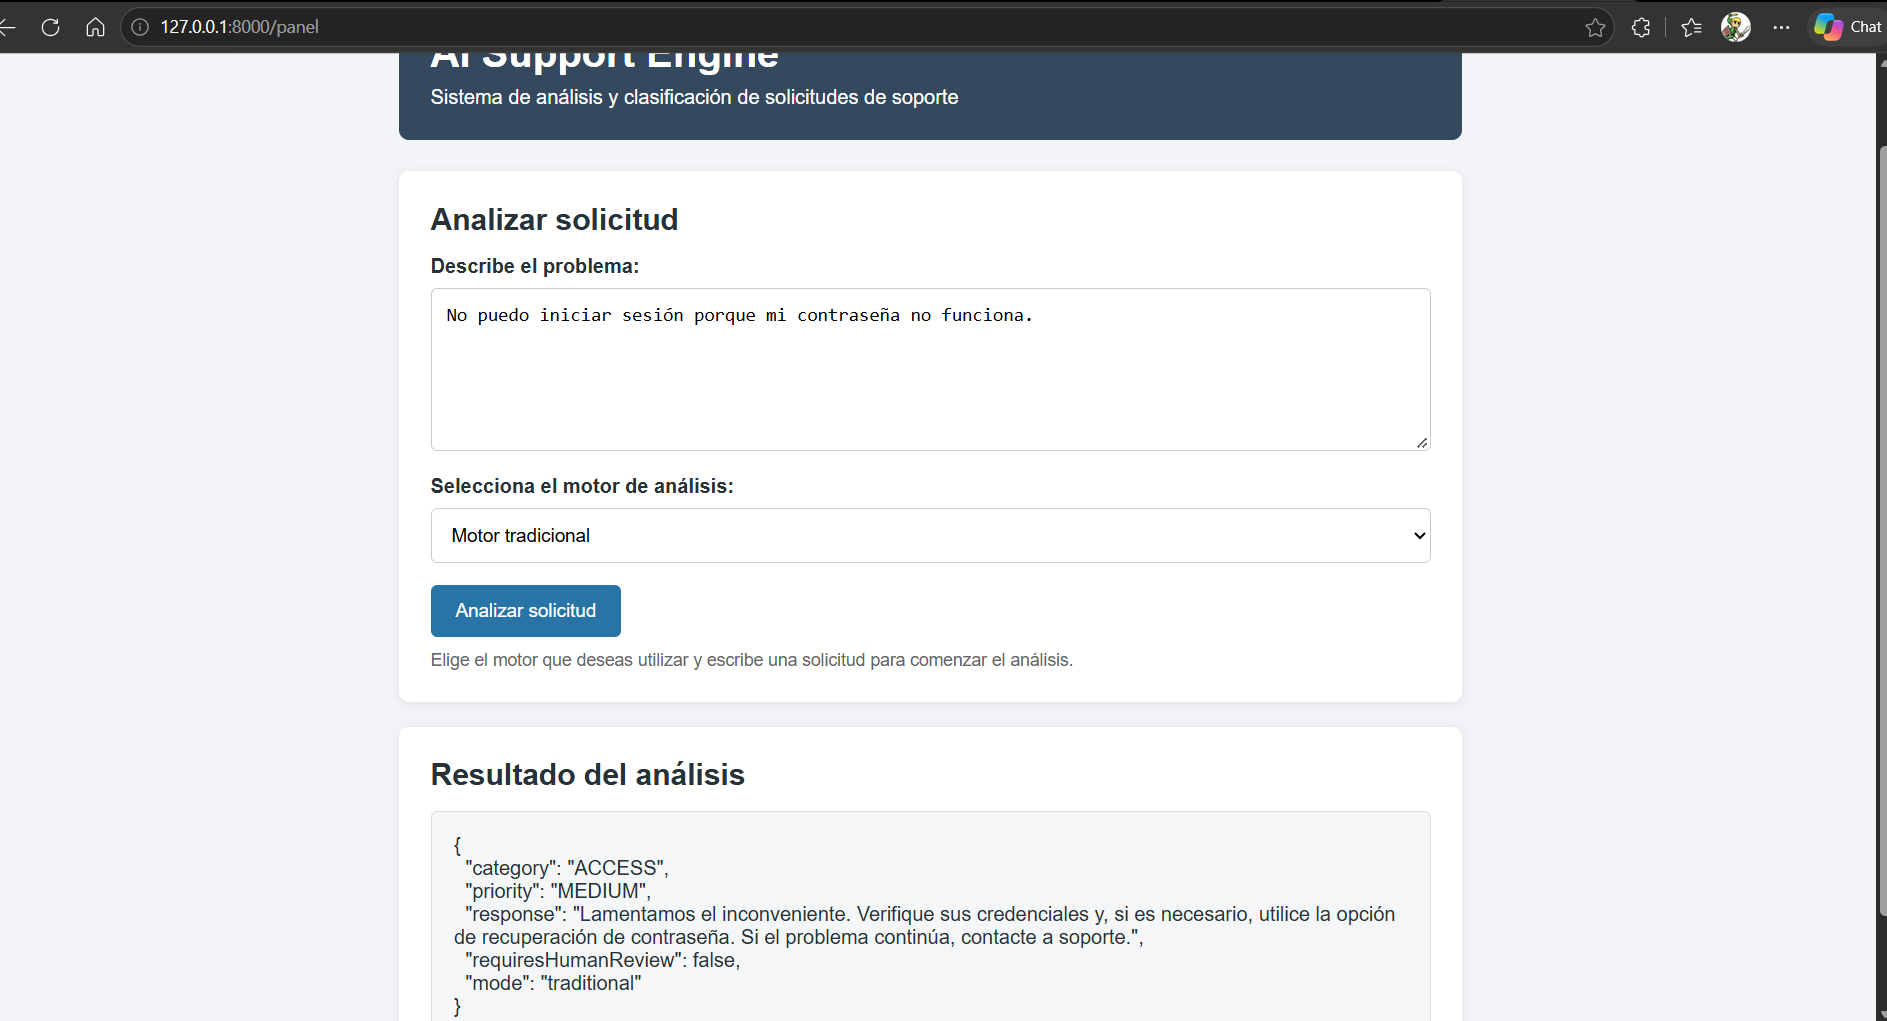 127.0.0.1:8000/panel
Chat
AI Support Engine
Sistema de análisis y clasificación de solicitudes de soporte
Analizar solicitud
Describe el problema:
No puedo iniciar sesión porque mi contraseña no funciona.
Selecciona el motor de análisis:
Motor tradicional
Analizar solicitud
Elige el motor que deseas utilizar y escribe una solicitud para comenzar el análisis.
Resultado del análisis
{
"category": "ACCESS",
"priority": "MEDIUM",
"response": "Lamentamos el inconveniente. Verifique sus credenciales y, si es necesario, utilice la opción
de recuperación de contraseña. Si el problema continúa, contacte a soporte.",
"requiresHumanReview": false,
"mode": "traditional"
}